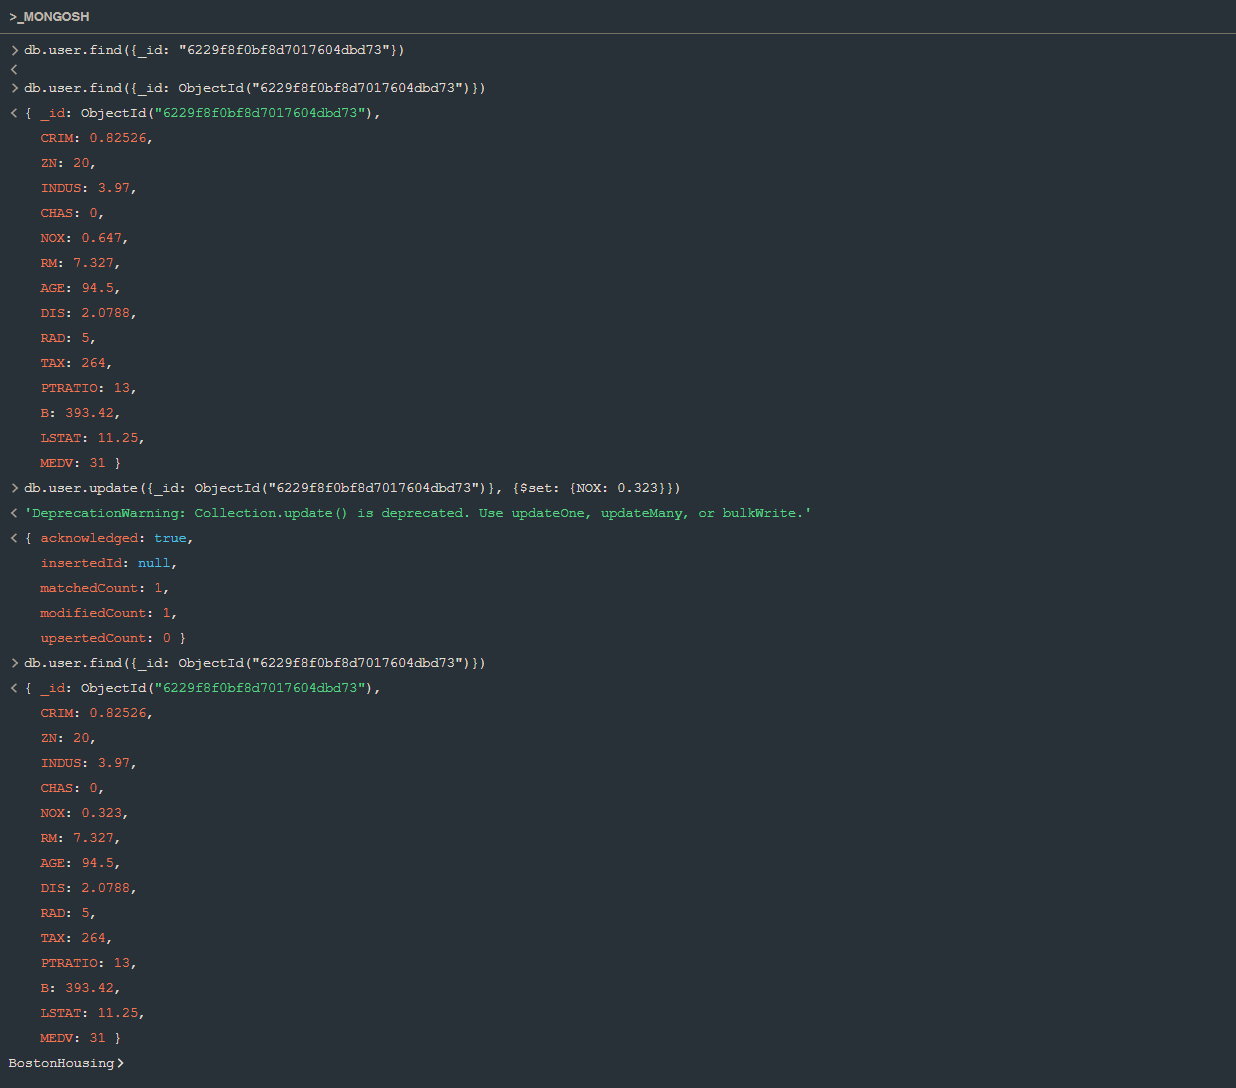 >_MONGOSH
> db.user.find({_id: "6229f8f0bf8d7017604dbd73"})
<
> db.user.find({_id: ObjectId("6229f8f0bf8d7017604dbd73")})
< { _id: ObjectId("6229f8f0bf8d7017604dbd73"),
CRIM: 0.82526,
ZN: 20,
INDUS: 3.97,
CHAS: 0,
NOX: 0.647,
RM: 7.327,
AGE: 94.5,
DIS: 2.0788,
RAD: 5,
TAX: 264,
PTRATIO: 13,
B: 393.42,
LSTAT: 11.25,
MEDV: 31 }
> db.user.update({_id: ObjectId("6229f8f0bf8d7017604dbd73")}, {$set: {NOX: 0.323}})
< 'DeprecationWarning: Collection.update() is deprecated. Use updateOne, updateMany, or bulkWrite.'
< { acknowledged: true,
insertedId: null,
matchedCount: 1,
modifiedCount: 1,
upsertedCount: 0 }
> db.user.find({_id: ObjectId("6229f8f0bf8d7017604dbd73")})
< { _id: ObjectId("6229f8f0bf8d7017604dbd73"),
CRIM: 0.82526,
ZN: 20,
INDUS: 3.97,
CHAS: 0,
NOX: 0.323,
RM: 7.327,
AGE: 94.5,
DIS: 2.0788,
RAD: 5,
TAX: 264,
PTRATIO: 13,
B: 393.42,
LSTAT: 11.25,
MEDV: 31 }
BostonHousing>